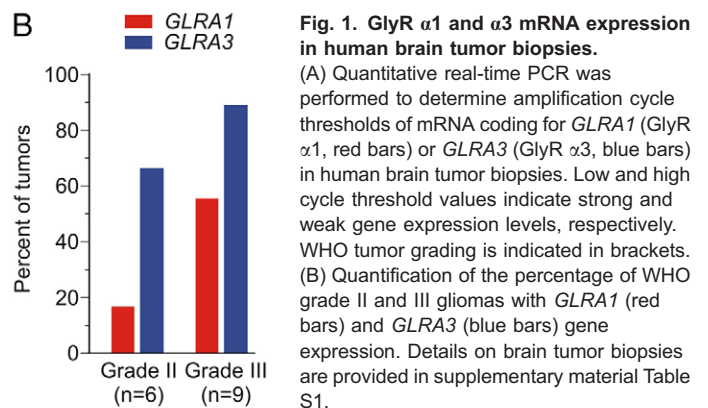 B
GLRA1
GLRA3
Percent of tumors
100
80
60
40
20
0
Grade II Grade III
(n=6) (n=9)
Fig. 1. GlyR α1 and α3 mRNA expression
in human brain tumor biopsies.
(A) Quantitative real-time PCR was
performed to determine amplification cycle
thresholds of mRNA coding for GLRA1 (GlyR
α1, red bars) or GLRA3 (GlyR α3, blue bars)
in human brain tumor biopsies. Low and high
cycle threshold values indicate strong and
weak gene expression levels, respectively.
WHO tumor grading is indicated in brackets.
(B) Quantification of the percentage of WHO
grade II and III gliomas with GLRA1 (red
bars) and GLRA3 (blue bars) gene
expression. Details on brain tumor biopsies
are provided in supplementary material Table
S1.